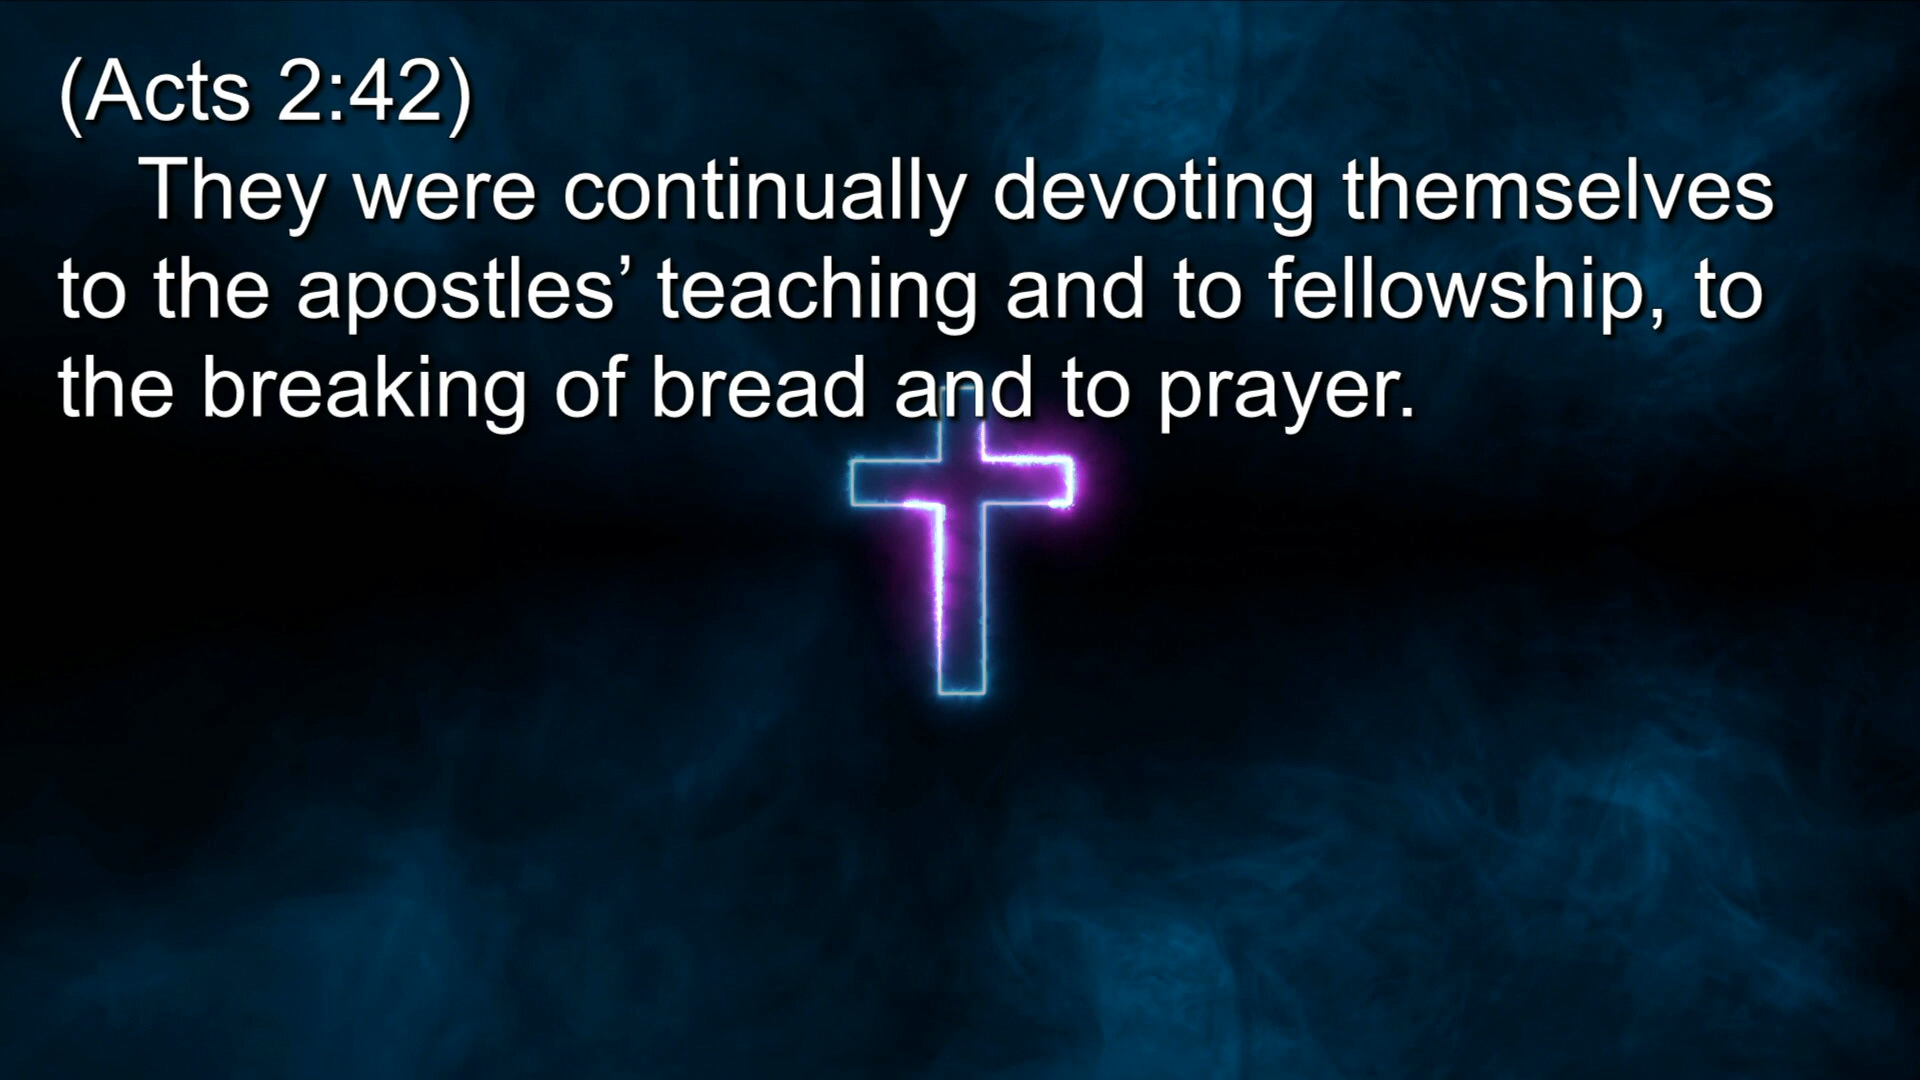 (Acts 2:42)
They were continually devoting themselves
to the apostles’ teaching and to fellowship, to
the breaking of bread and to prayer.